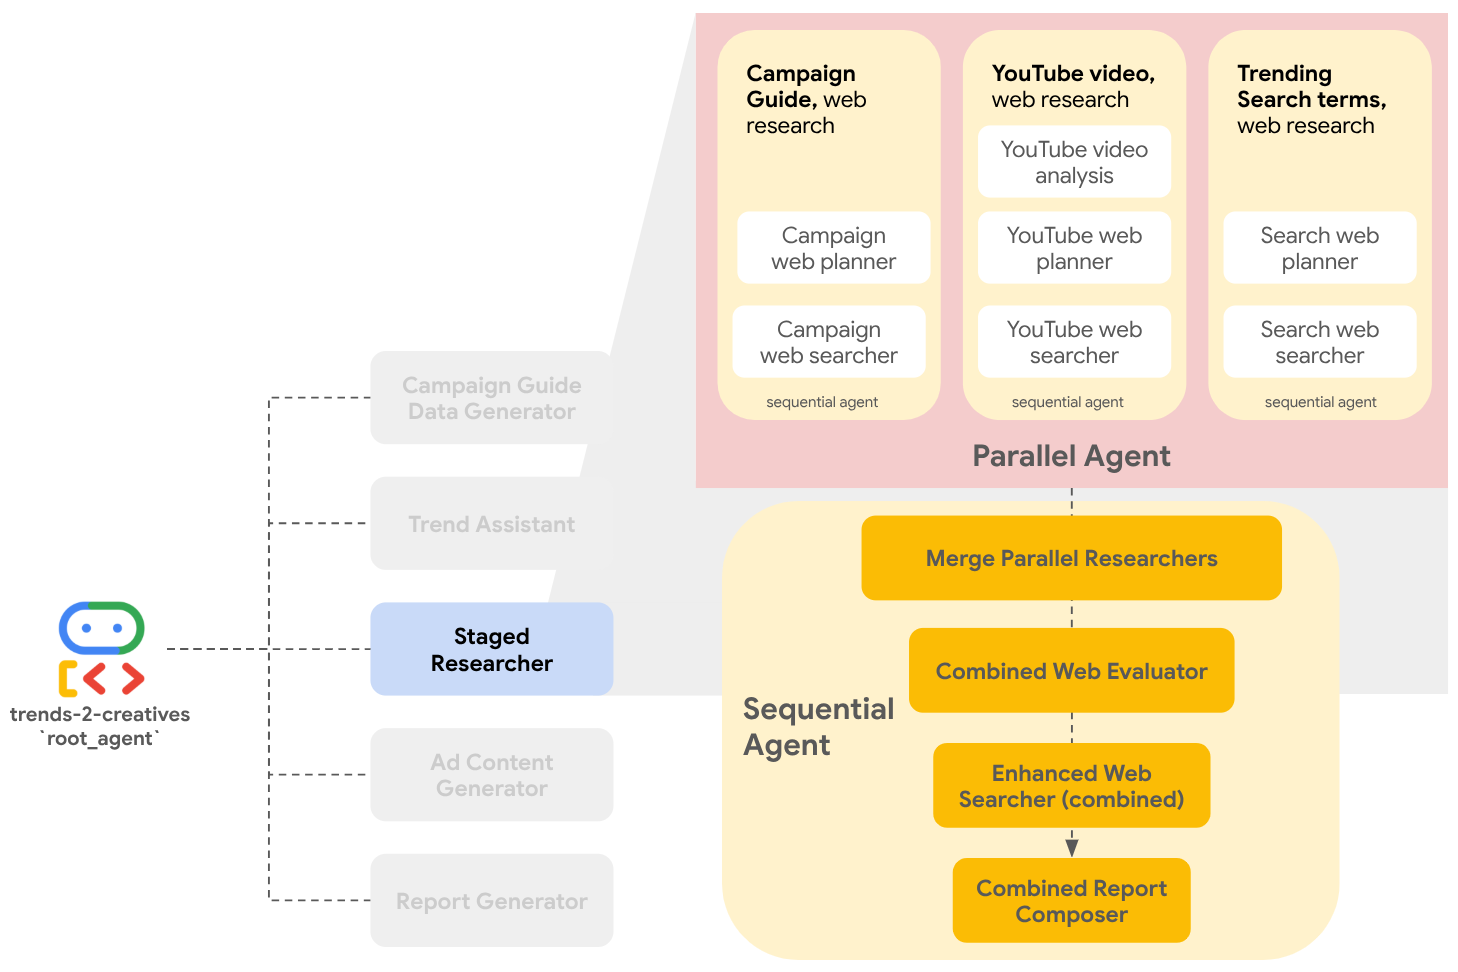 Campaign
Guide, web
research
Campaign
web planner
Campaign
web searcher
sequential agent
YouTube video,
web research
YouTube video
analysis
YouTube web
planner
YouTube web
searcher
sequential agent
Trending
Search terms,
web research
Search web
planner
Search web
searcher
sequential agent
Parallel Agent
Campaign Guide
Data Generator
Trend Assistant
Staged
Researcher
Ad Content
Generator
Report Generator
trends-2-creatives
`root_agent`
Sequential
Agent
Merge Parallel Researchers
Combined Web Evaluator
Enhanced Web
Searcher (combined)
Combined Report
Composer